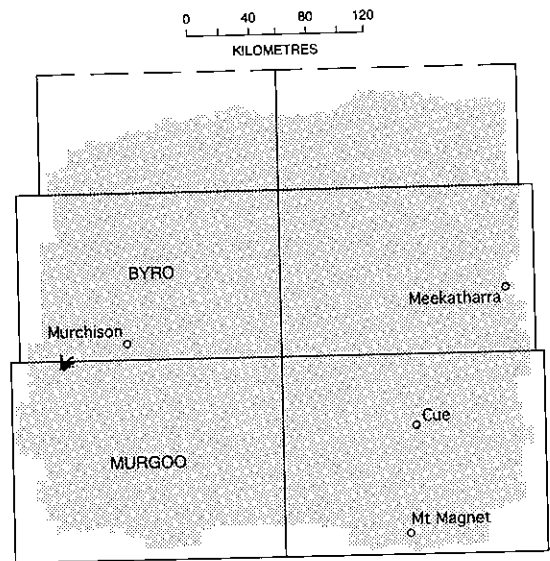 0 40 80 120
KILOMETRES
BYRO
Meekatharra
Murchison
Cue
MURGOO
Mt Magnet